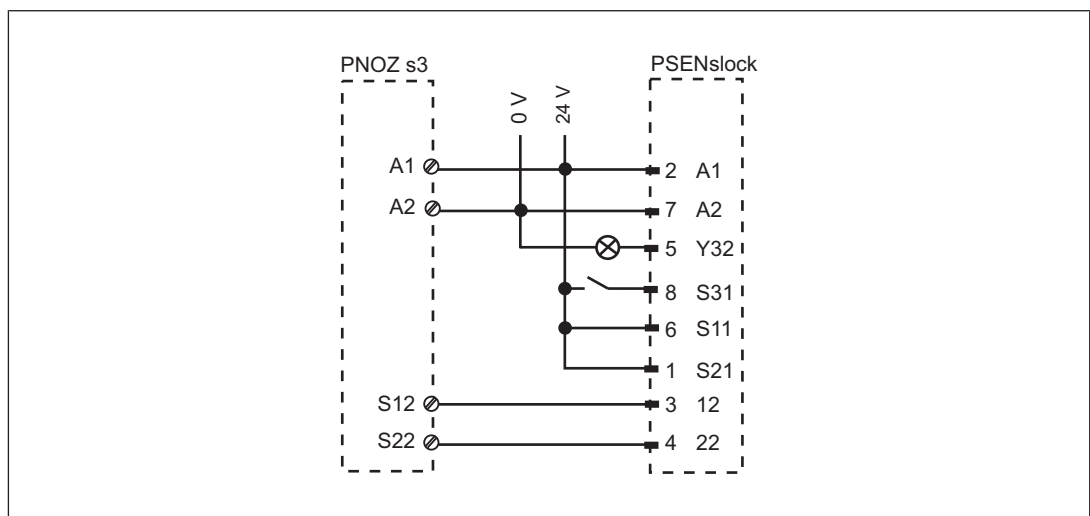 PNOZ s3
PSENslock
0 V
24 V
A1
2 A1
A2
7 A2
5 Y32
8 S31
6 S11
1 S21
S12
3 12
S22
4 22